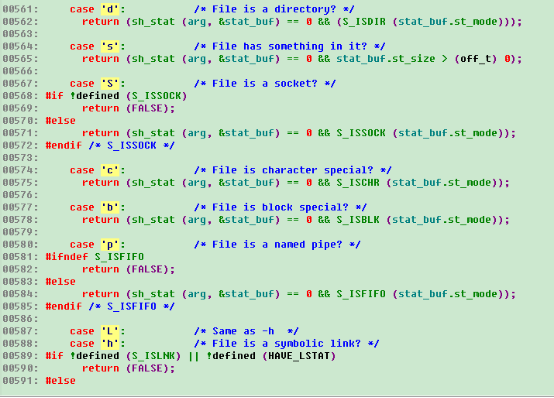 00561:     case 'd':          /* File is a directory? */
00562:       return (sh_stat (arg, &stat_buf) == 0 && (S_ISDIR (stat_buf.st_mode)));
00563:
00564:     case 's':          /* File has something in it? */
00565:       return (sh_stat (arg, &stat_buf) == 0 && stat_buf.st_size > (off_t) 0);
00566:
00567:     case 'S':          /* File is a socket? */
00568: #if !defined (S_ISSOCK)
00569:       return (FALSE);
00570: #else
00571:       return (sh_stat (arg, &stat_buf) == 0 && S_ISSOCK (stat_buf.st_mode));
00572: #endif /* S_ISSOCK */
00573:
00574:     case 'c':          /* File is character special? */
00575:       return (sh_stat (arg, &stat_buf) == 0 && S_ISCHR (stat_buf.st_mode));
00576:
00577:     case 'b':          /* File is block special? */
00578:       return (sh_stat (arg, &stat_buf) == 0 && S_ISBLK (stat_buf.st_mode));
00579:
00580:     case 'p':          /* File is a named pipe? */
00581: #ifndef S_ISFIFO
00582:       return (FALSE);
00583: #else
00584:       return (sh_stat (arg, &stat_buf) == 0 && S_ISFIFO (stat_buf.st_mode));
00585: #endif /* S_ISFIFO */
00586:
00587:     case 'L':          /* Same as -h  */
00588:     case 'h':          /* File is a symbolic link? */
00589: #if !defined (S_ISLNK) || !defined (HAVE_LSTAT)
00590:       return (FALSE);
00591: #else